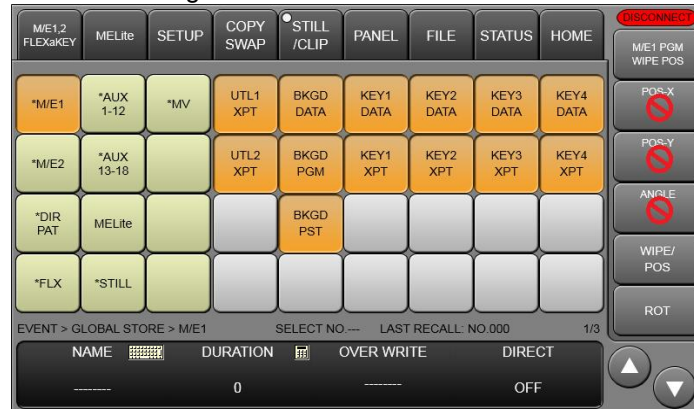 M/E1,2
FLEXaKEY
MELite
SETUP
COPY
SWAP
STILL
/CLIP
PANEL
FILE
STATUS
HOME
DISCONNECT
M/E1 PGM
WIPE POS
*M/E1
*AUX
1-12
*MV
UTL1
XPT
BKGD
DATA
KEY1
DATA
KEY2
DATA
KEY3
DATA
KEY4
DATA
POS-X
*M/E2
*AUX
13-18
UTL2
XPT
BKGD
PGM
KEY1
XPT
KEY2
XPT
KEY3
XPT
KEY4
XPT
POS-Y
*DIR
PAT
MELite
BKGD
PST
ANGLE
*FLX
*STILL
WIPE/
POS
ROT
EVENT > GLOBAL STORE > M/E1 SELECT NO.--- LAST RECALL: NO.000 1/3
NAME DURATION OVER WRITE DIRECT
-------- 0 -------- OFF